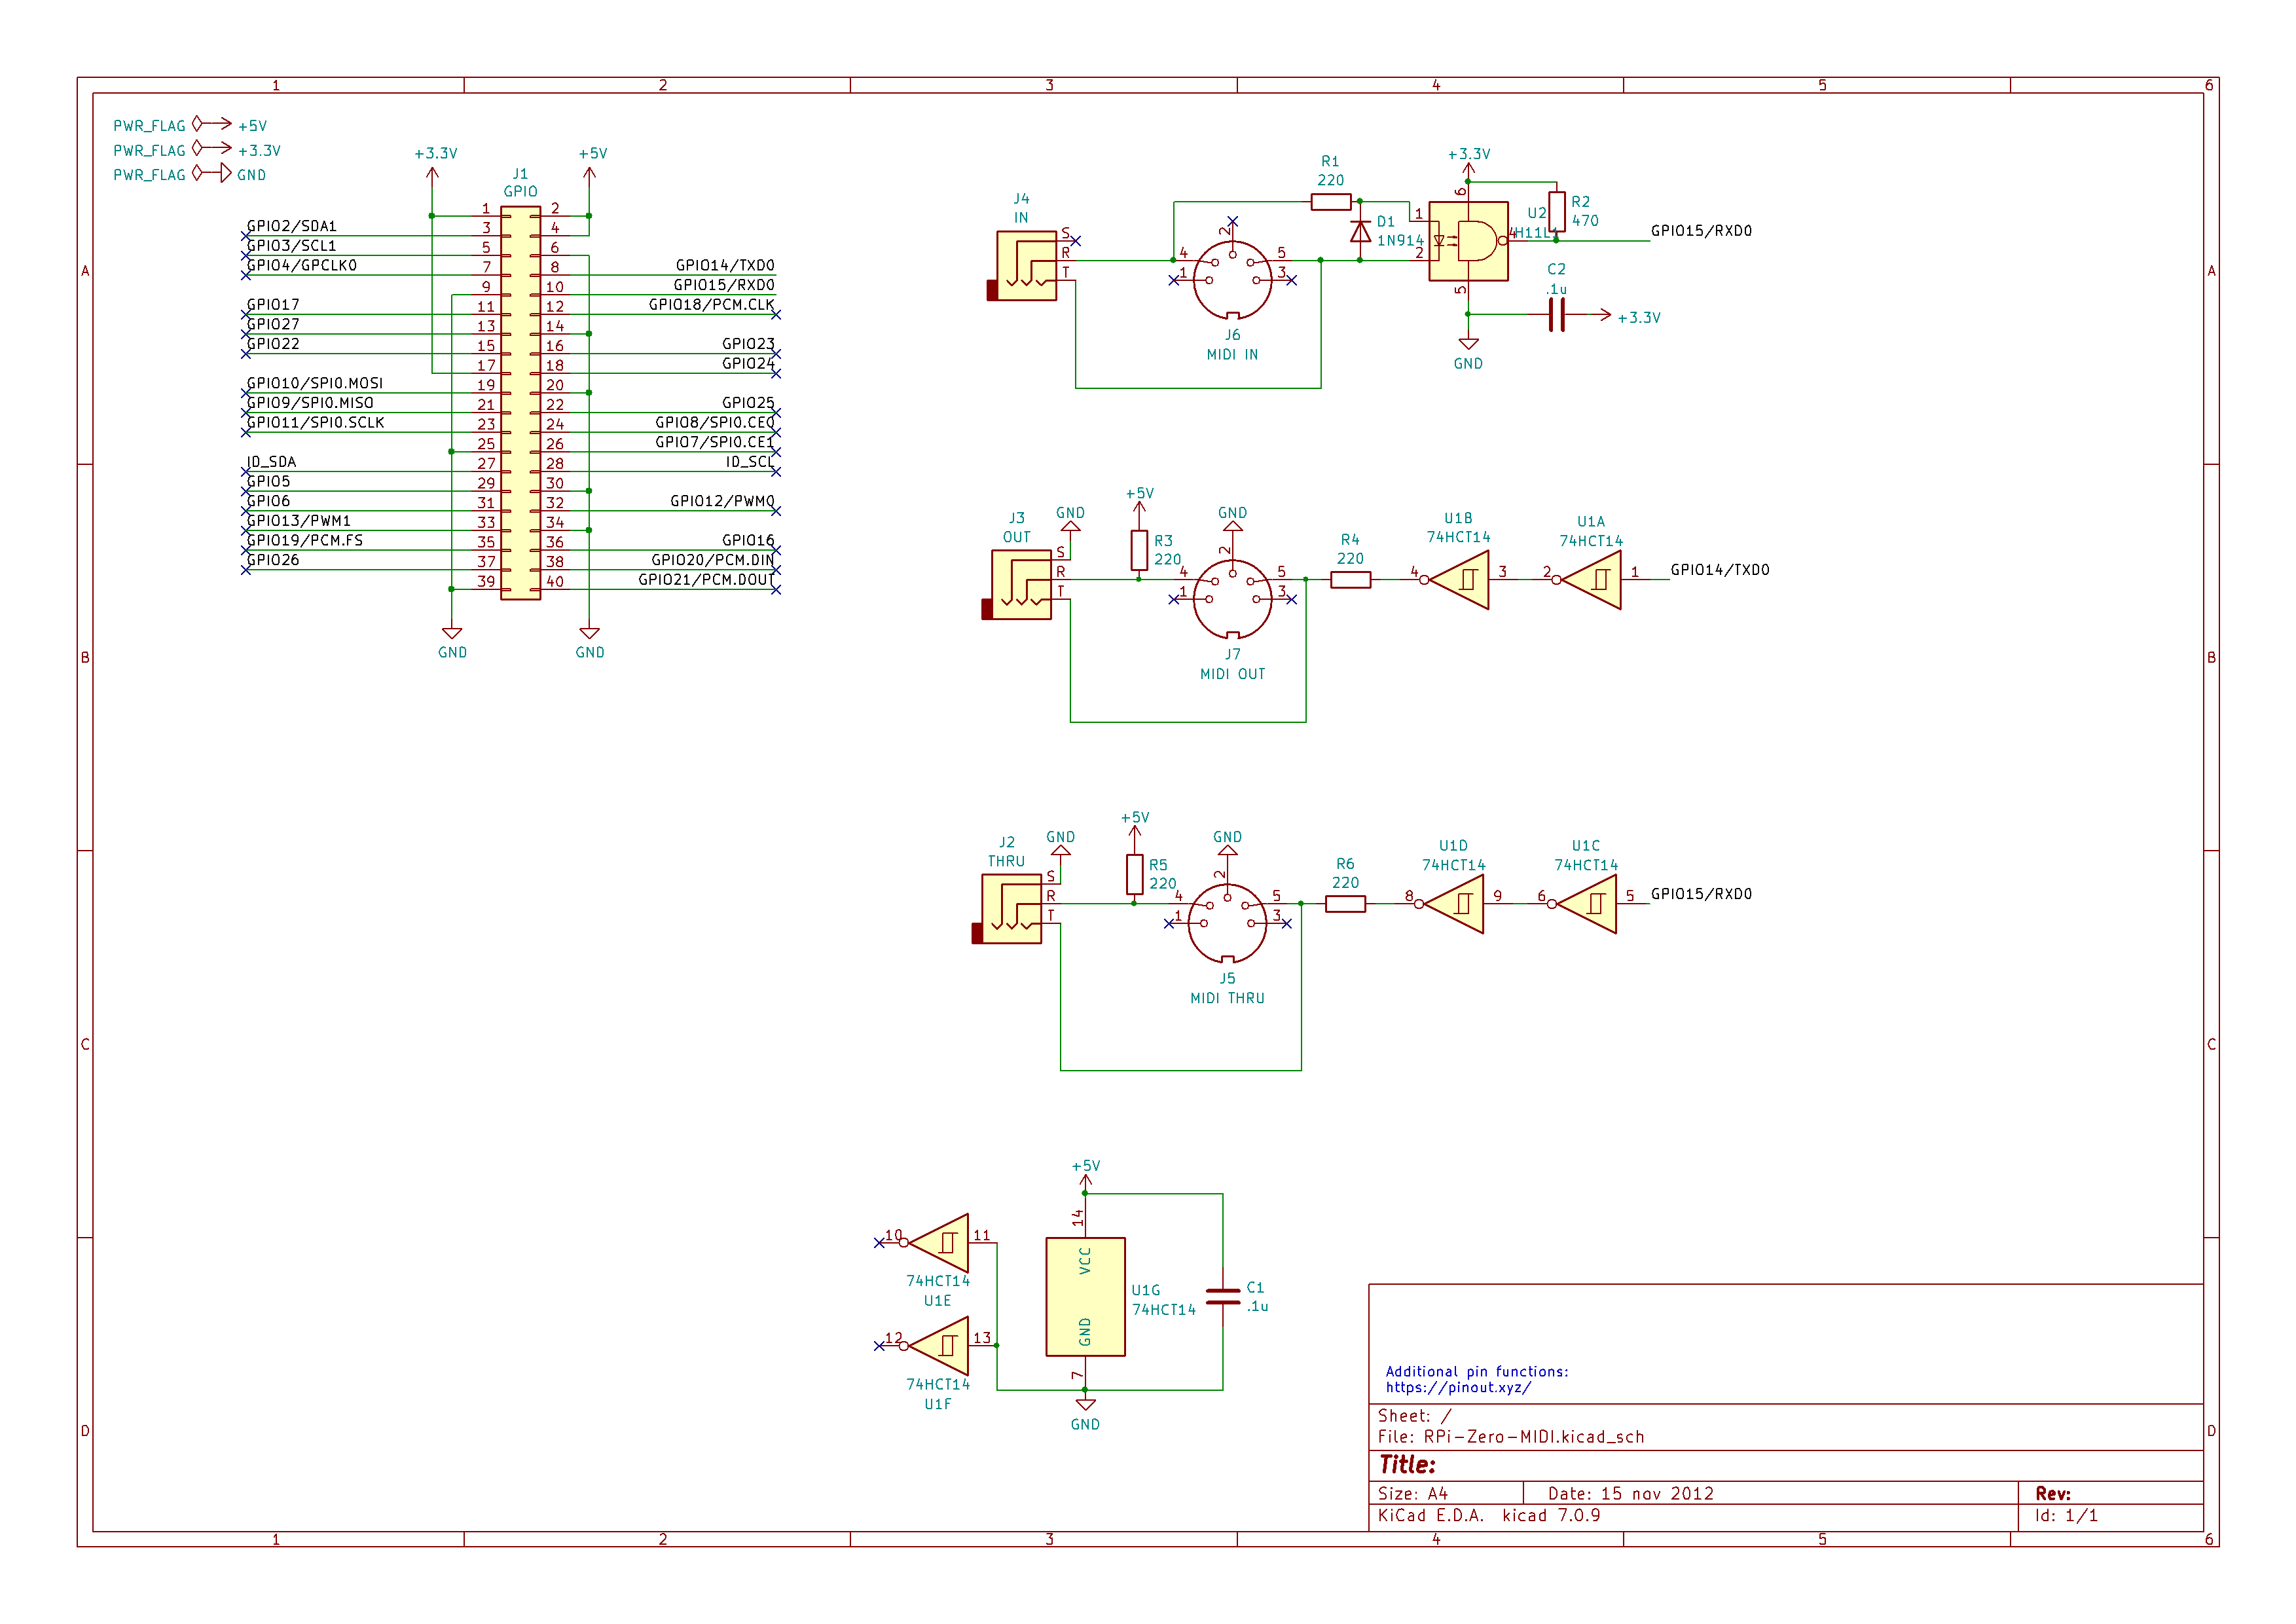 1 2 3 4 5 6
A
B
C
D
PWR_FLAG +5V
PWR_FLAG +3.3V
PWR_FLAG GND
+3.3V
+5V
J1
GPIO
1 2
GPIO2/SDA1 3 4
GPIO3/SCL1 5 6
GPIO4/GPCLK0 7 8 GPIO14/TXD0
9 10 GPIO15/RXD0
GPIO17 11 12 GPIO18/PCM.CLK
GPIO27 13 14
GPIO22 15 16 GPIO23
17 18 GPIO24
GPIO10/SPI0.MOSI 19 20
GPIO9/SPI0.MISO 21 22 GPIO25
GPIO11/SPI0.SCLK 23 24 GPIO8/SPI0.CE0
25 26 GPIO7/SPI0.CE1
ID_SDA 27 28 ID_SCL
GPIO5 29 30
GPIO6 31 32 GPIO12/PWM0
GPIO13/PWM1 33 34
GPIO19/PCM.FS 35 36 GPIO16
GPIO26 37 38 GPIO20/PCM.DIN
39 40 GPIO21/PCM.DOUT
GND GND
J4
IN
S
R
T
4 2 5
1 3
J6
MIDI IN
R1
220
D1
1N914
+3.3V
6
1
2
4
5
U2
H11L1
R2
470
GPIO15/RXD0
C2
.1u
+3.3V
GND
J3
OUT
GND
S
R
T
+5V
R3
220
GND
4 2 5
1 3
J7
MIDI OUT
R4
220
U1B
74HCT14
4 3
U1A
74HCT14
2 1
GPIO14/TXD0
J2
THRU
GND
S
R
T
+5V
R5
220
GND
4 2 5
1 3
J5
MIDI THRU
R6
220
U1D
74HCT14
8 9
U1C
74HCT14
6 5
GPIO15/RXD0
10 11
74HCT14
U1E
12 13
74HCT14
U1F
+5V
14
VCC
GND
7
U1G
74HCT14
C1
.1u
GND
Additional pin functions:
https://pinout.xyz/
Sheet: /
File: RPi-Zero-MIDI.kicad_sch
Title:
Size: A4 Date: 15 nov 2012 Rev:
KiCad E.D.A. kicad 7.0.9 Id: 1/1
A
B
C
D
1 2 3 4 5 6